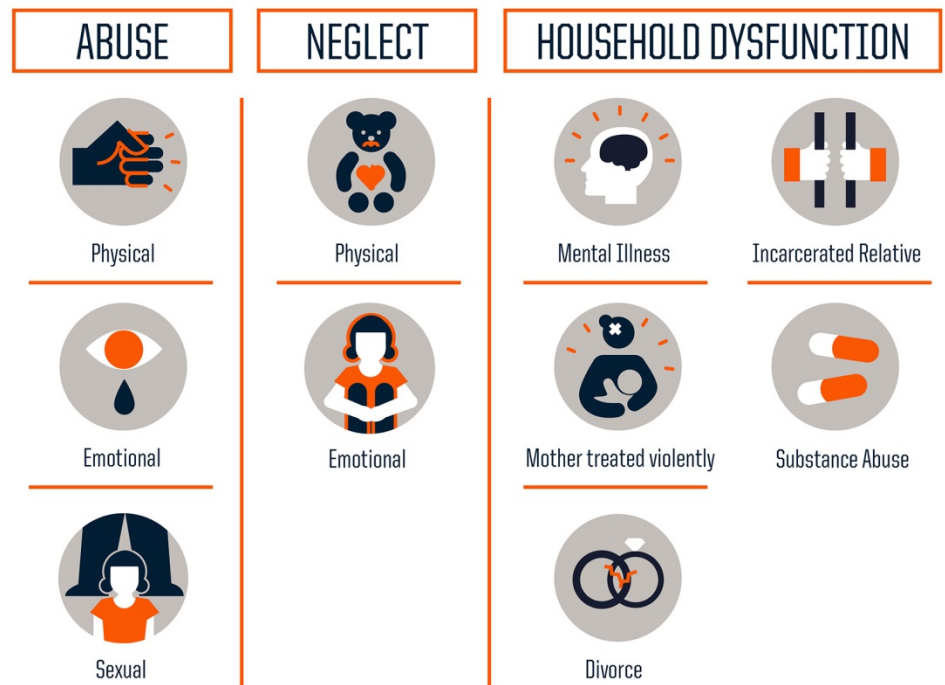 ABUSE
NEGLECT
HOUSEHOLD DYSFUNCTION
Physical
Emotional
Sexual
Physical
Emotional
Mental Illness
Incarcerated Relative
Mother treated violently
Substance Abuse
Divorce